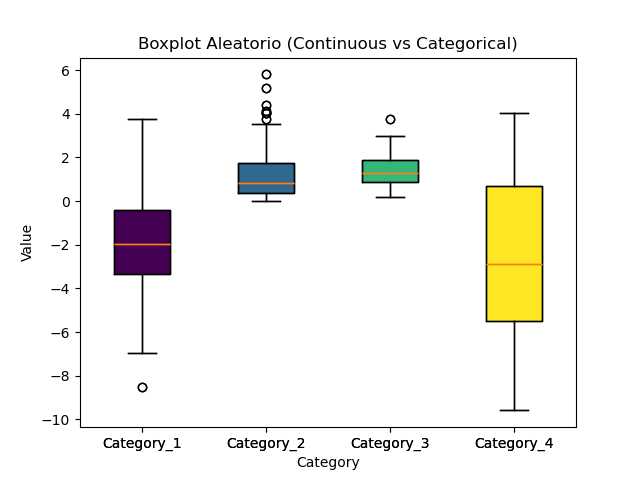 Boxplot Aleatorio (Continuous vs Categorical)
6
4
2
0
−2
−4
−6
−8
−10
Value
Category_1 Category_2 Category_3 Category_4
Category